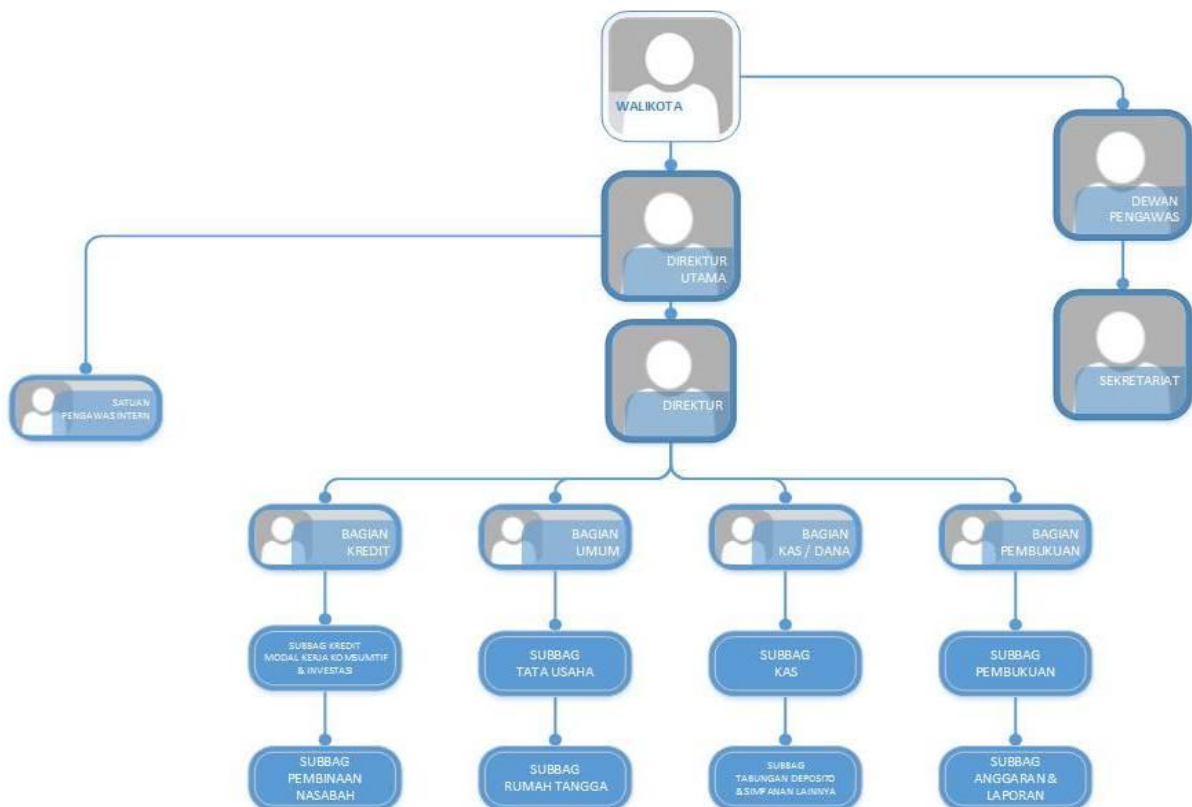 WALIKOTA
DEWAN
PENGAWAS
DIREKTUR
UTAMA
SEKRETARIAT
SATUAN
PENGAWAS INTERN
DIREKTUR
BAGIAN
KREDIT
BAGIAN
UMUM
BAGIAN
KAS / DANA
BAGIAN
PEMBUKUAN
SUBBAG KREDIT
MODAL KERJA KOMSUMTIF
& INVESTASI
SUBBAG
TATA USAHA
SUBBAG
KAS
SUBBAG
PEMBUKUAN
SUBBAG
PEMBINAAN
NASABAH
SUBBAG
RUMAH TANGGA
SUBBAG
TABUNGAN DEPOSITO
& SIMPANAN LAINNYA
SUBBAG
ANGGARAN &
LAPORAN